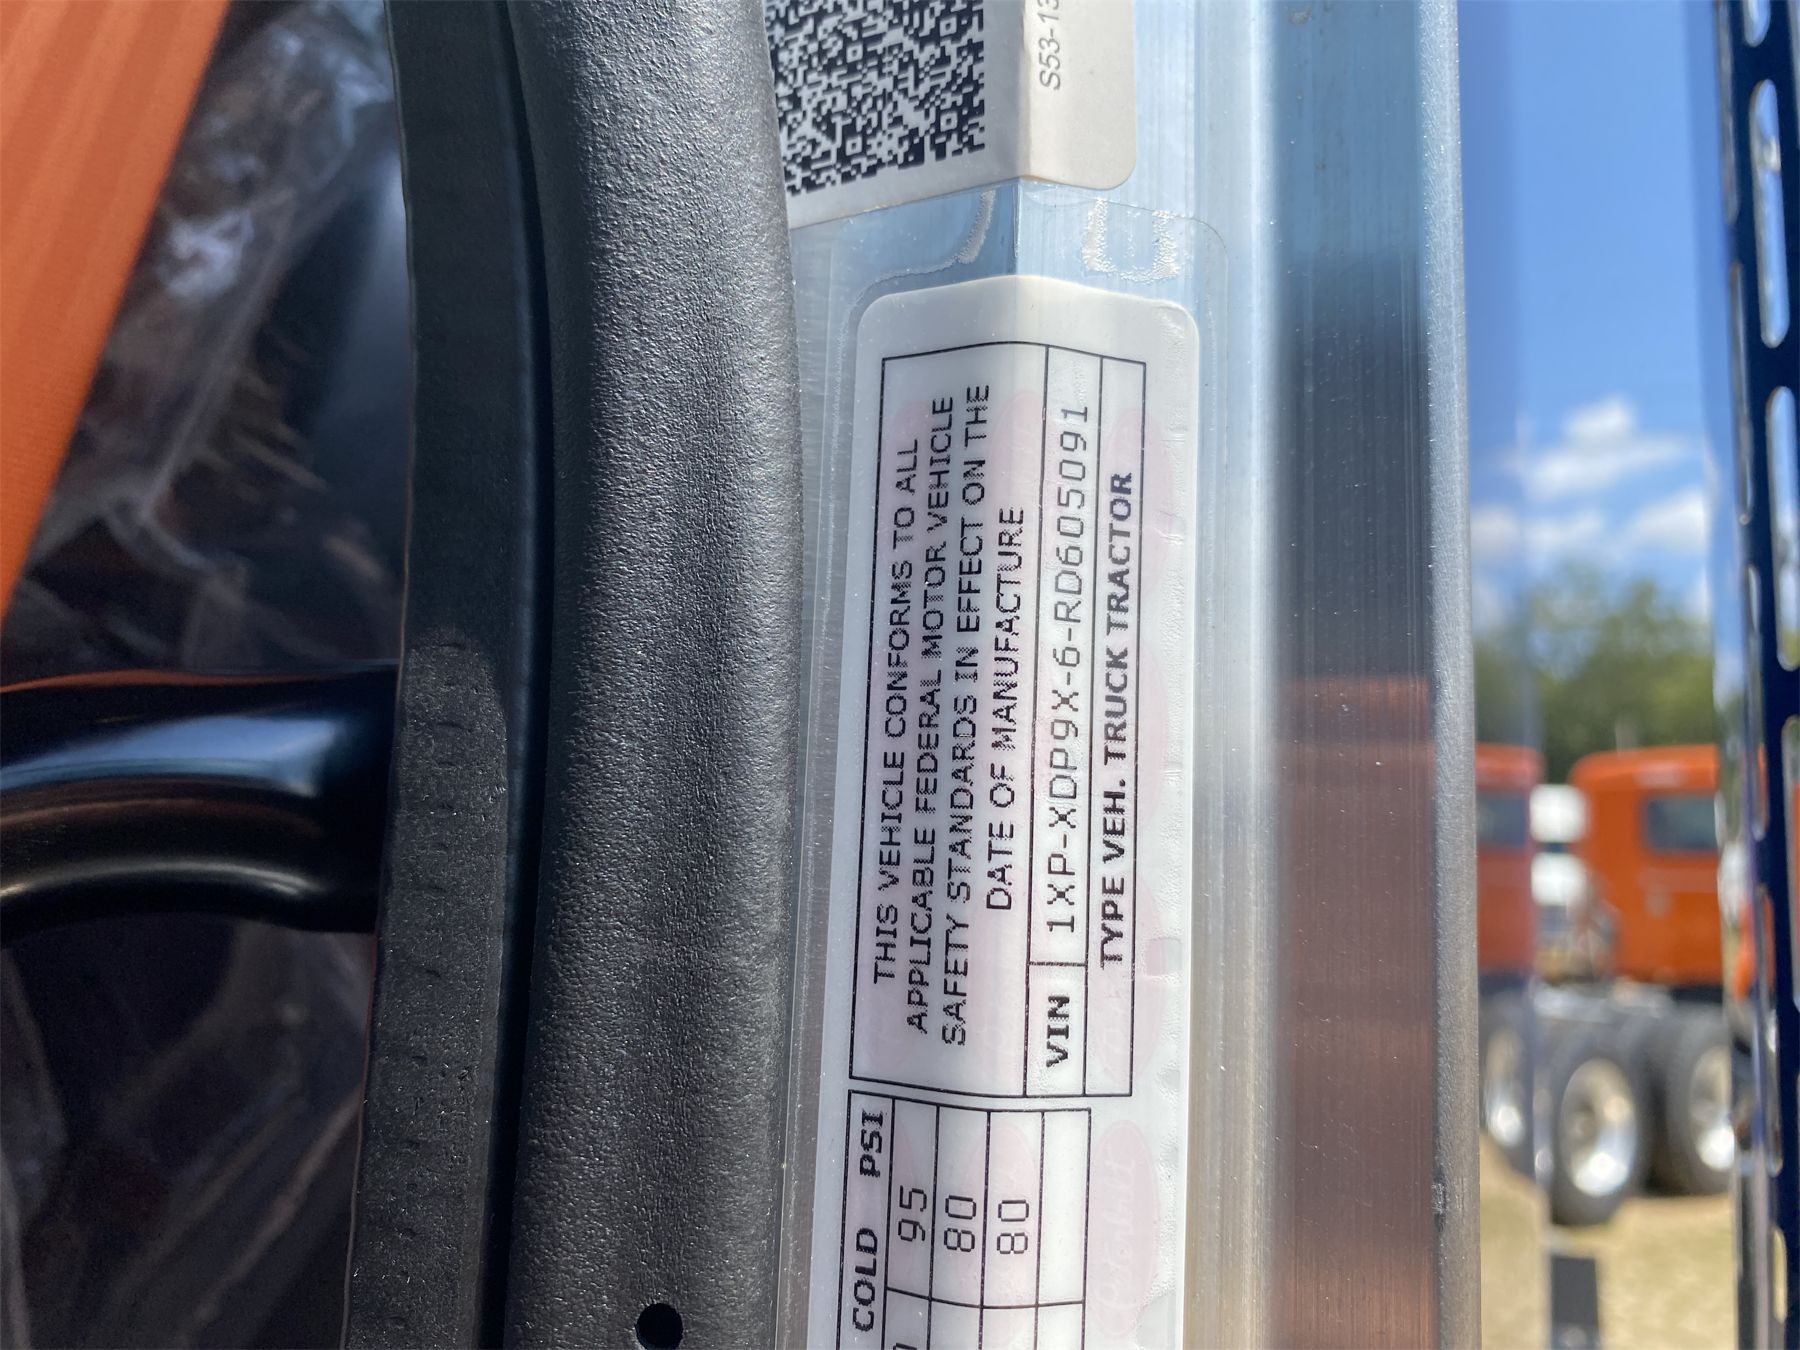 S53-13
THIS VEHICLE CONFORMS TO ALL
APPLICABLE FEDERAL MOTOR VEHICLE
SAFETY STANDARDS IN EFFECT ON THE
DATE OF MANUFACTURE
VIN 1XP-XDP9X-6-RD605091
TYPE VEH. TRUCK TRACTOR
COLD PSI
95
80
80
Peterbilt